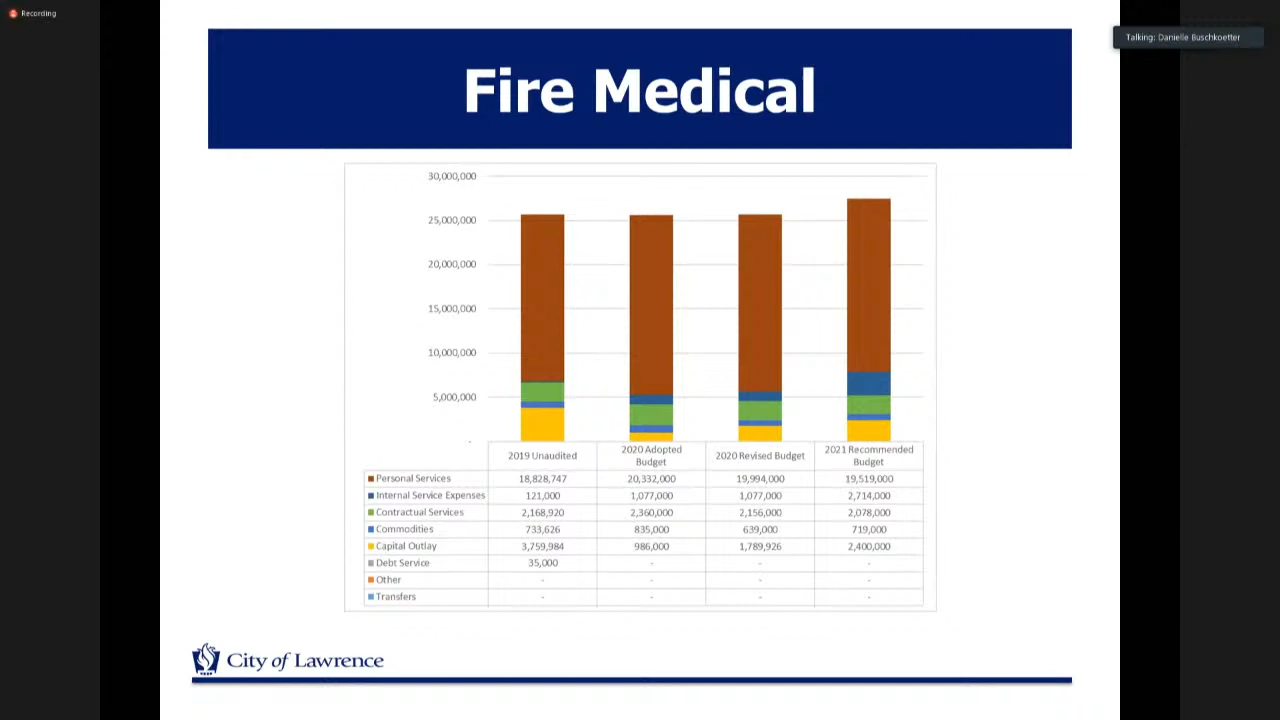 Recording
Talking: Danielle Buschkoetter
Fire Medical
30,000,000
25,000,000
20,000,000
15,000,000
10,000,000
5,000,000
-
2019 Unaudited
2020 Adopted
Budget
2020 Revised Budget
2021 Recommended
Budget
Personal Services 18,828,747 20,332,000 19,994,000 19,519,000
Internal Service Expenses 121,000 1,077,000 1,077,000 2,714,000
Contractual Services 2,168,920 2,360,000 2,156,000 2,078,000
Commodities 733,626 835,000 639,000 719,000
Capital Outlay 3,759,984 986,000 1,789,926 2,400,000
Debt Service 35,000 - - -
Other - - - -
Transfers - - - -
City of Lawrence